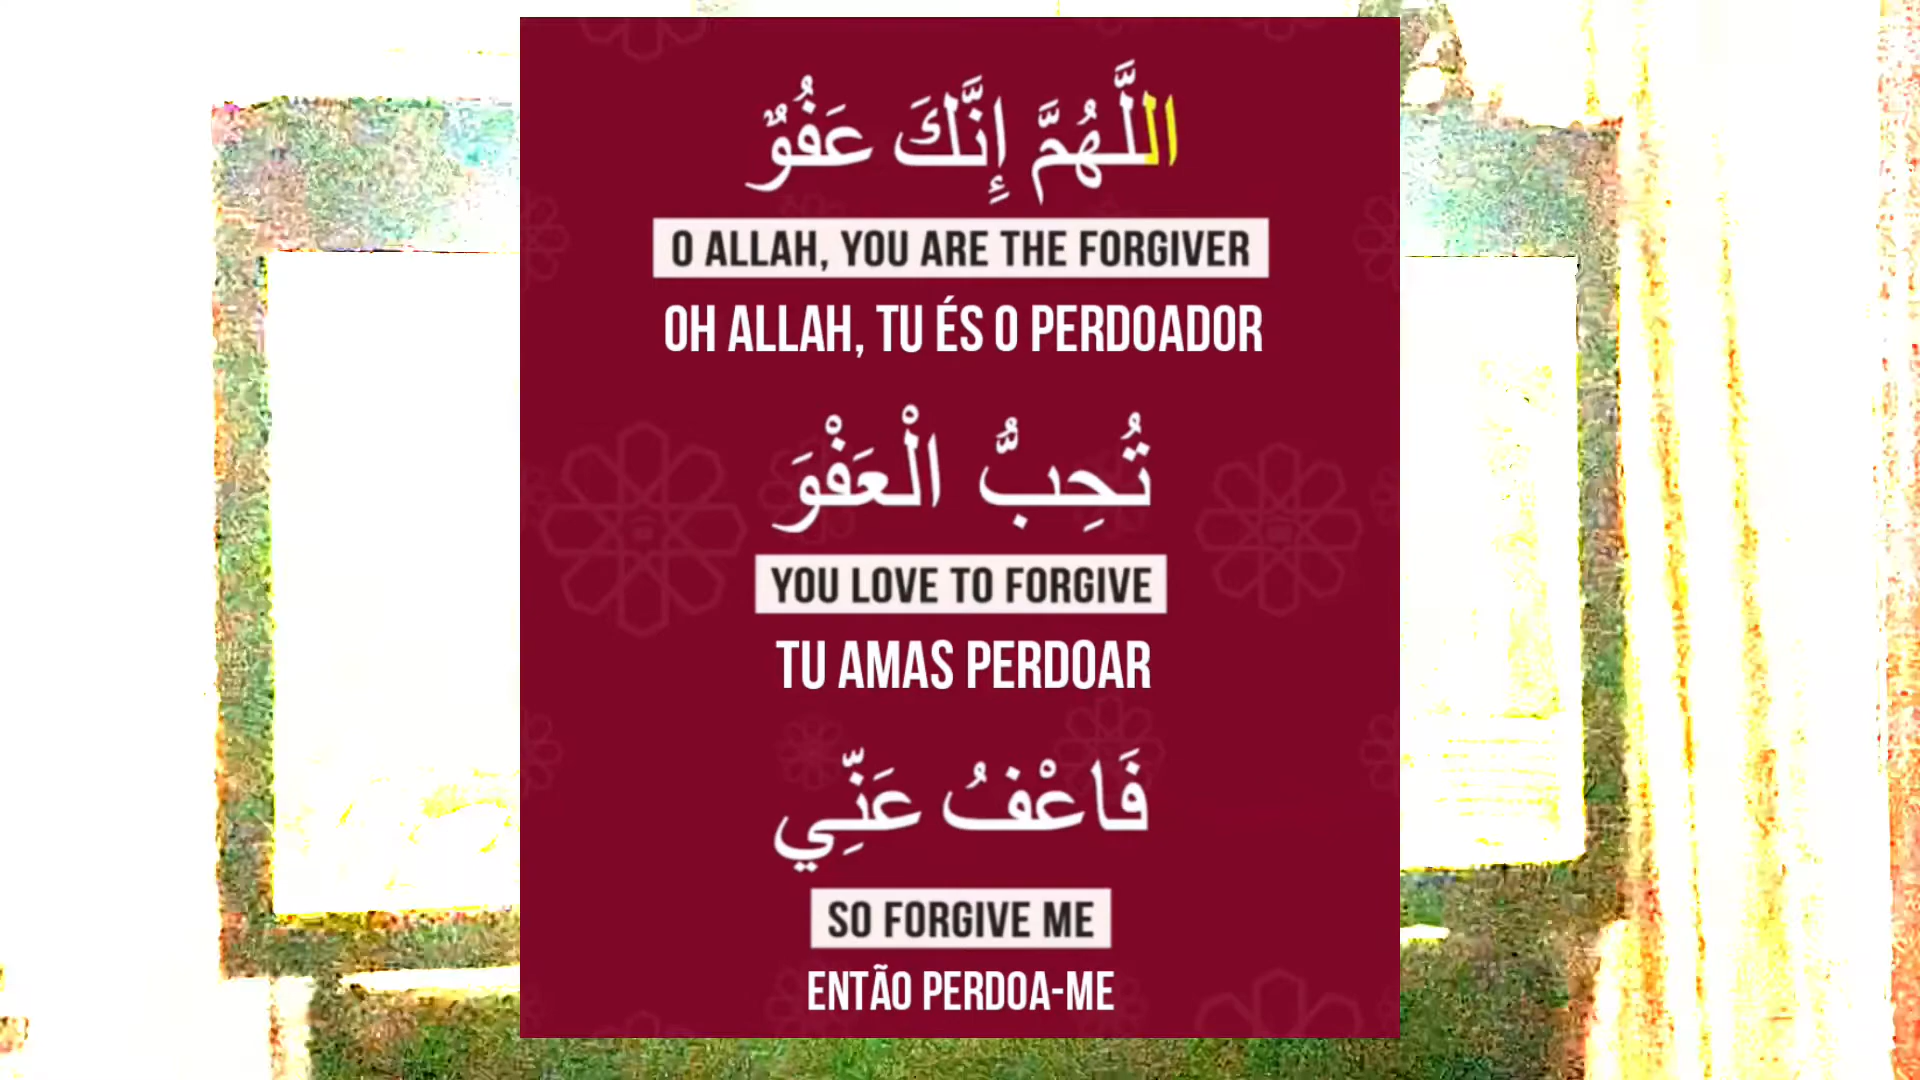 اللَّهُمَّ إِنَّكَ عَفُوٌّ
O ALLAH, YOU ARE THE FORGIVER
OH ALLAH, TU ÉS O PERDOADOR
تُحِبُّ الْعَفْوَ
YOU LOVE TO FORGIVE
TU AMAS PERDOAR
فَاعْفُ عَنِّي
SO FORGIVE ME
ENTÃO PERDOA-ME